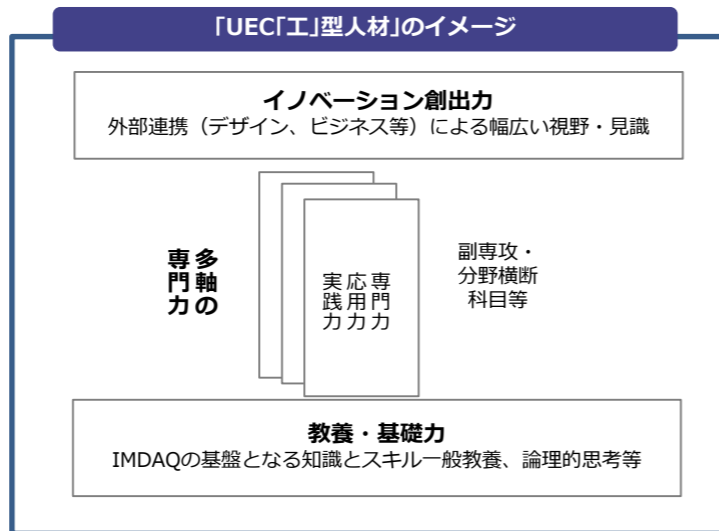 「UEC「工」型人材」のイメージ
イノベーション創出力
外部連携（デザイン、ビジネス等）による幅広い視野・見識
多軸の
専門力
専門力
応用力
実践力
副専攻・
分野横断
科目等
教養・基礎力
IMDAQの基盤となる知識とスキル一般教養、論理的思考等